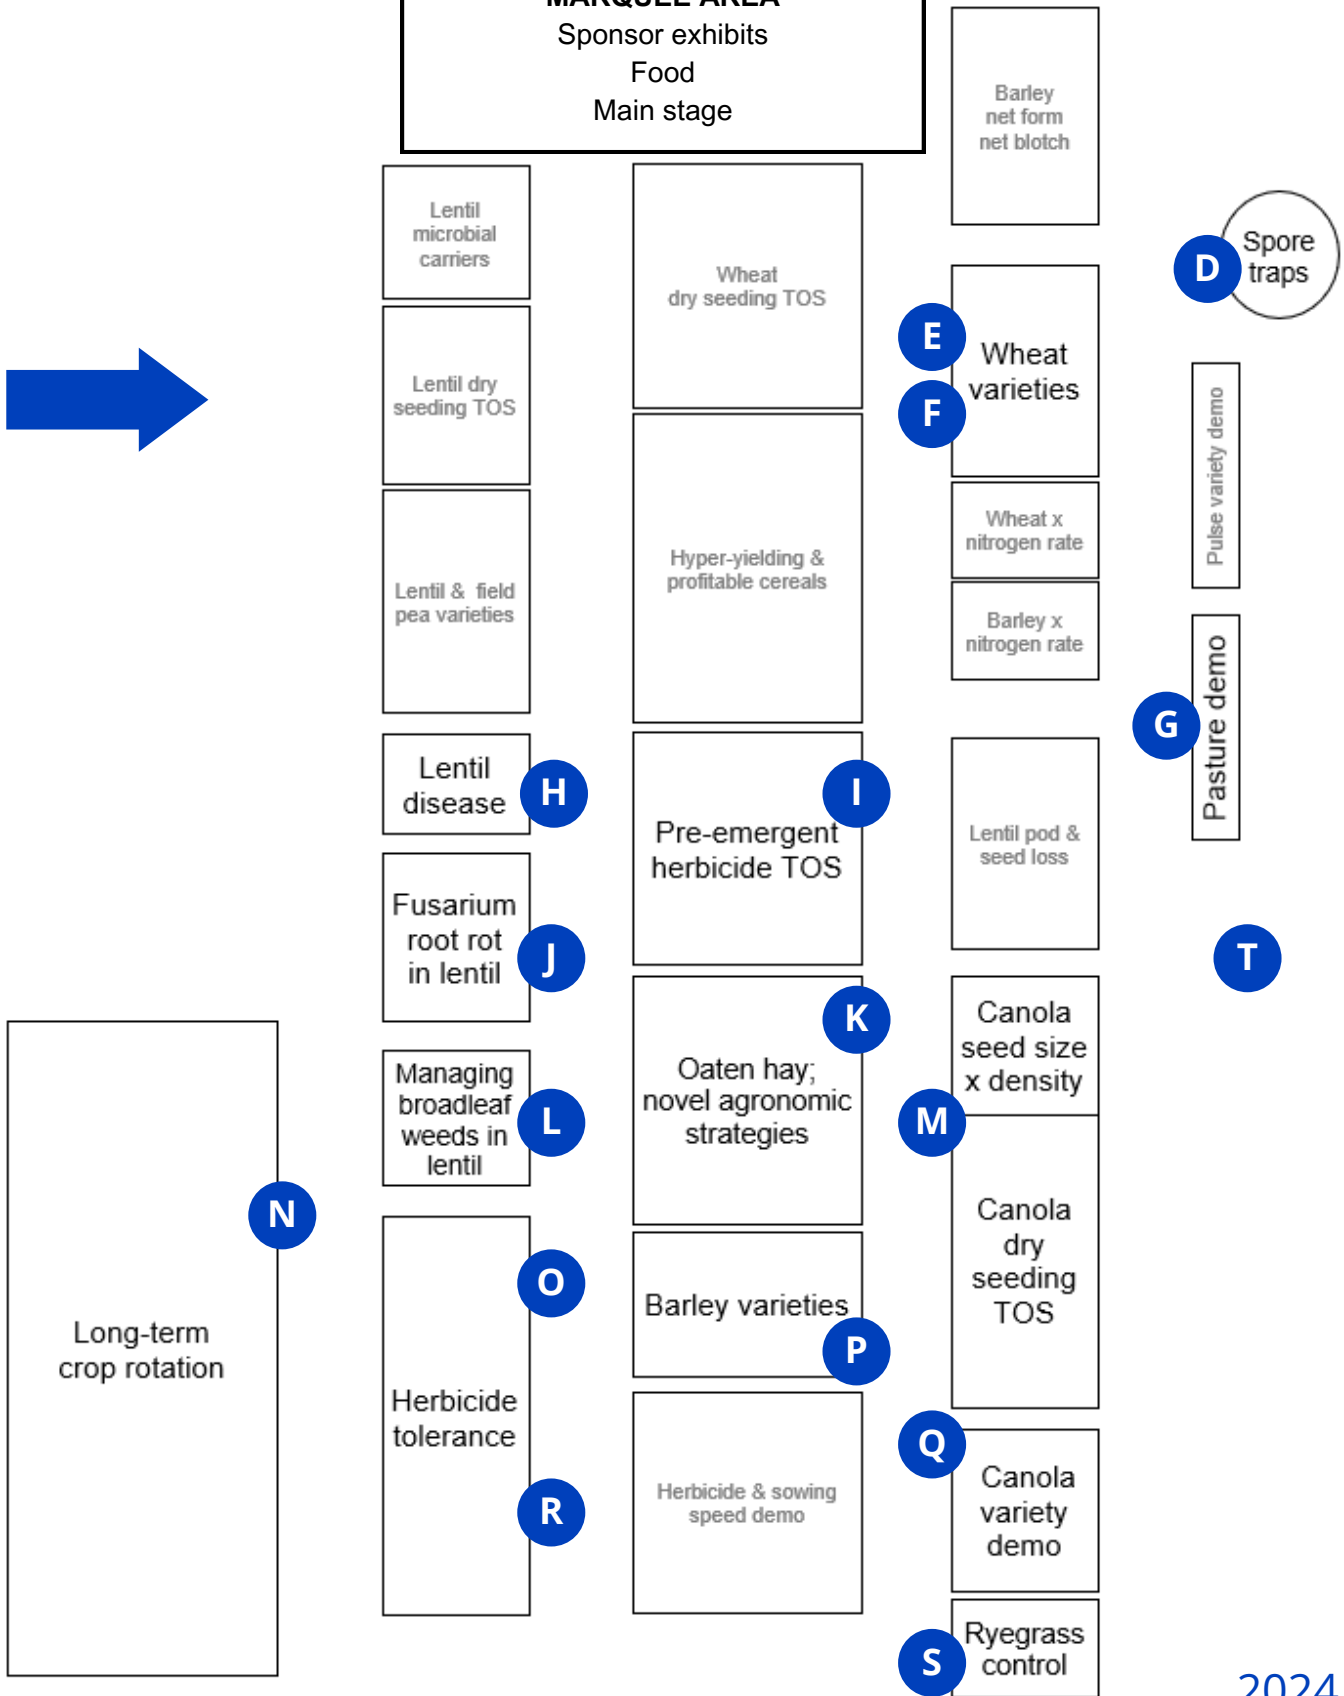 MARQUEE AREA
Sponsor exhibits
Food
Main stage
Barley
net form
net blotch
Lentil
microbial
carriers
Wheat
dry seeding TOS
D
Spore
traps
E
F
Wheat
varieties
Lentil dry
seeding TOS
Pulse variety demo
Wheat x
nitrogen rate
Hyper-yielding &
profitable cereals
Lentil & field
pea varieties
Barley x
nitrogen rate
G
Pasture demo
Lentil
disease
H
I
Pre-emergent
herbicide TOS
Lentil pod &
seed loss
Fusarium
root rot
in lentil
J
T
K
Oaten hay;
novel agronomic
strategies
Canola
seed size
x density
Managing
broadleaf
weeds in
lentil
L
M
N
Long-term
crop rotation
Canola
dry
seeding
TOS
O
Barley varieties
P
Herbicide
tolerance
R
Q
Canola
variety
demo
Herbicide & sowing
speed demo
S
Ryegrass
control
2024